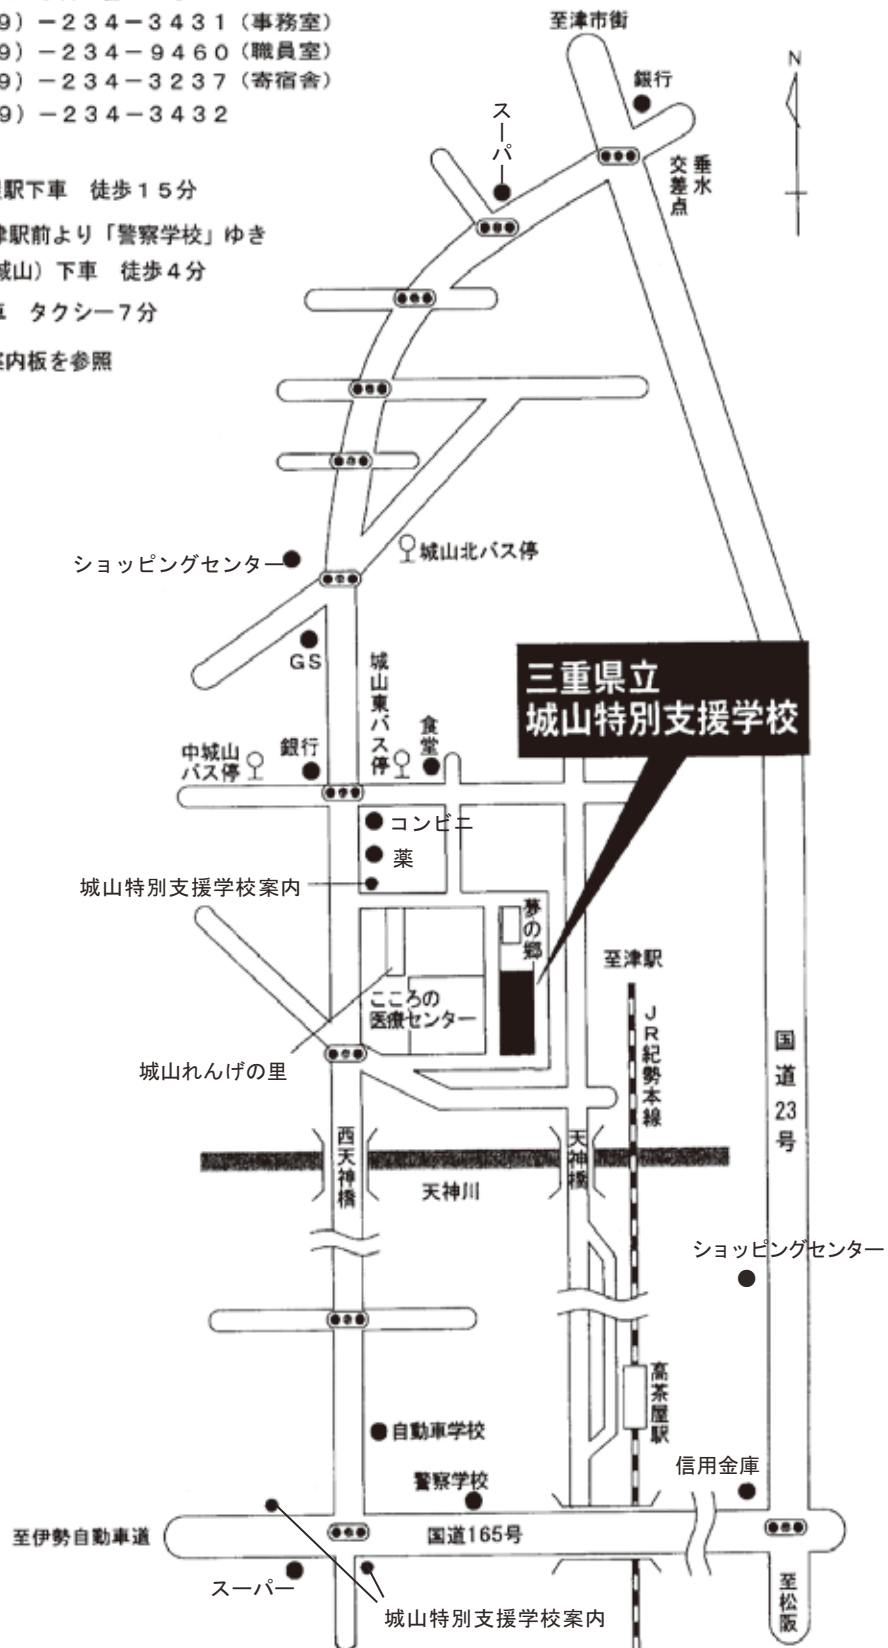 9）－２３４－３４３１（事務室）
9）－２３４－９４６０（職員室）
9）－２３４－３２３７（寄宿舎）
9）－２３４－３４３２
駅下車　徒歩１５分
津駅前より「警察学校」ゆき
城山）下車　徒歩４分
車　タクシー７分
案内板を参照
至津市街
N
銀行
スーパー
垂水
交差点
ショッピングセンター
城山北バス停
GS
城山東バス停
三重県立
城山特別支援学校
食堂
中城山
バス停
銀行
コンビニ
薬
城山特別支援学校案内
夢の郷
至津駅
こころの
医療センター
JR紀勢本線
国道23号
城山れんげの里
西天神橋
天神橋
天神川
ショッピングセンター
高茶屋駅
自動車学校
信用金庫
警察学校
至伊勢自動車道
国道165号
スーパー
至松阪
城山特別支援学校案内